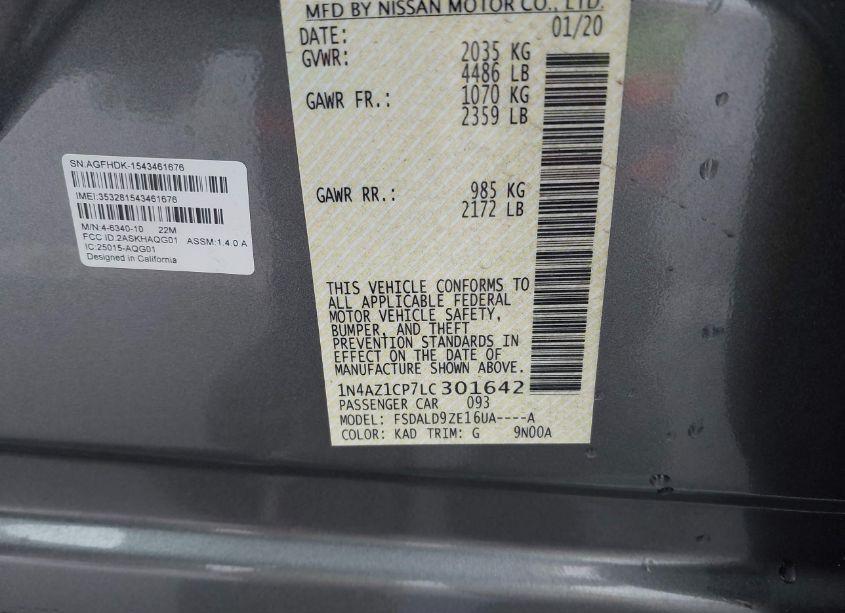 MFD BY NISSAN MOTOR CO., LTD.
DATE: 01/20
GVWR: 2035 KG
4486 LB
GAWR FR.: 1070 KG
2359 LB
GAWR RR.: 985 KG
2172 LB
THIS VEHICLE CONFORMS TO
ALL APPLICABLE FEDERAL
MOTOR VEHICLE SAFETY,
BUMPER, AND THEFT
PREVENTION STANDARDS IN
EFFECT ON THE DATE OF
MANUFACTURE SHOWN ABOVE.
1N4AZ1CP7LC301642
PASSENGER CAR 093
MODEL: FSDALD9ZE16UA----A
COLOR: KAD TRIM: G 9N00A
SN:AGFHDK-1543461676
IMEI:353281543461676
M/N:4-6340-10 22M
FCC ID:2ASKHAQG01 ASSM:1.4.0 A
IC:25015-AQG01
Designed in California